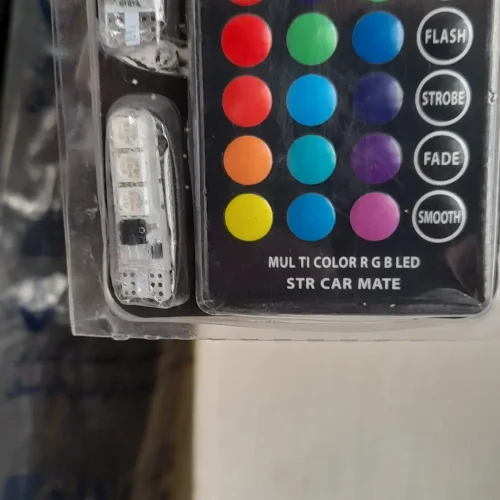 FLASH
STROBE
FADE
SMOOTH
MUL TI COLOR R G B LED
STR CAR MATE